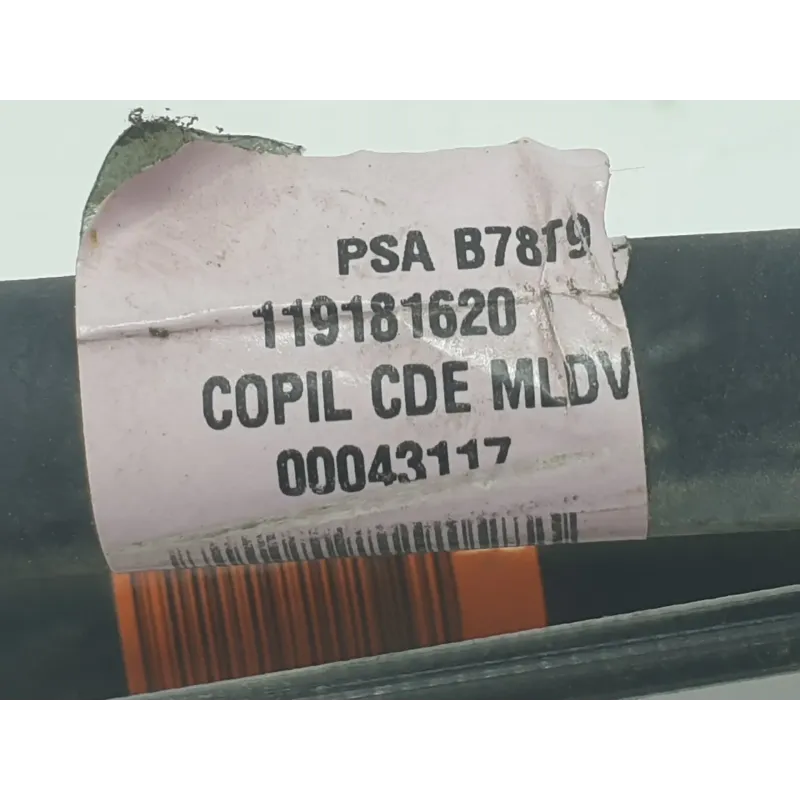 PSA B78T9
119181620
COPIL CDE MLDV
00043117